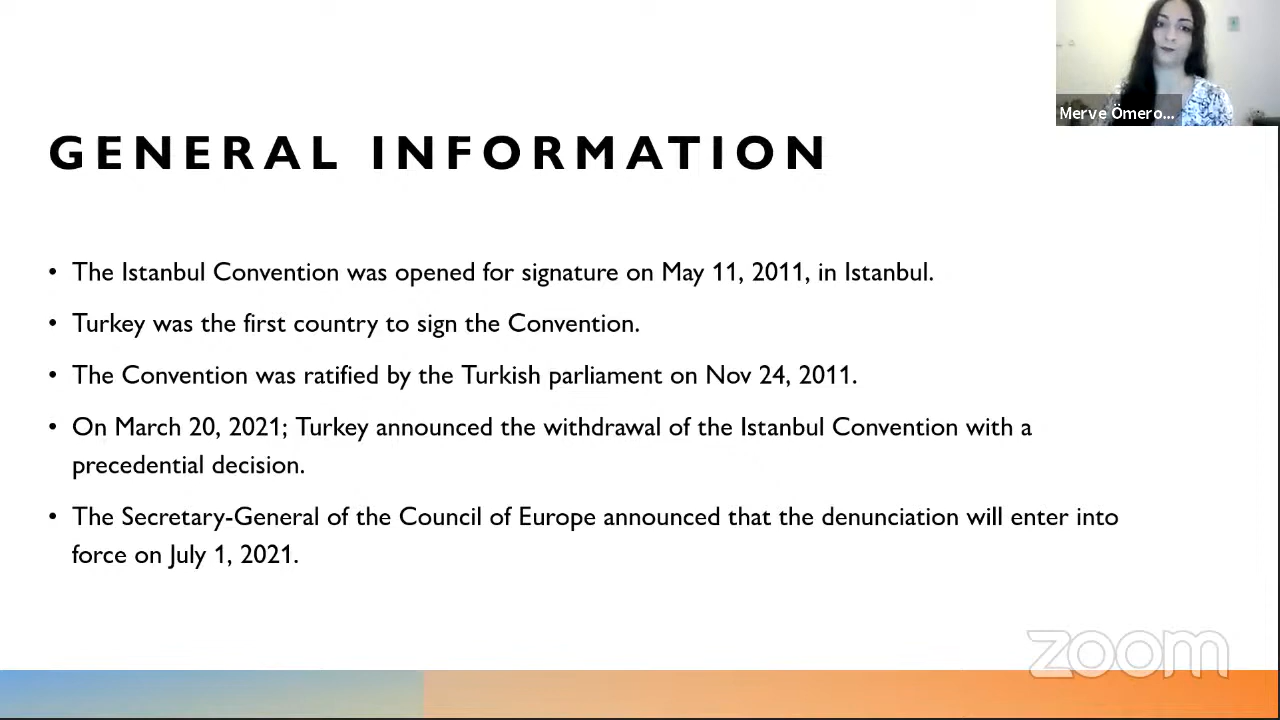 Merve Ömero...
GENERAL INFORMATION
• The Istanbul Convention was opened for signature on May 11, 2011, in Istanbul.
• Turkey was the first country to sign the Convention.
• The Convention was ratified by the Turkish parliament on Nov 24, 2011.
• On March 20, 2021; Turkey announced the withdrawal of the Istanbul Convention with a
precedential decision.
• The Secretary-General of the Council of Europe announced that the denunciation will enter into
force on July 1, 2021.
zoom